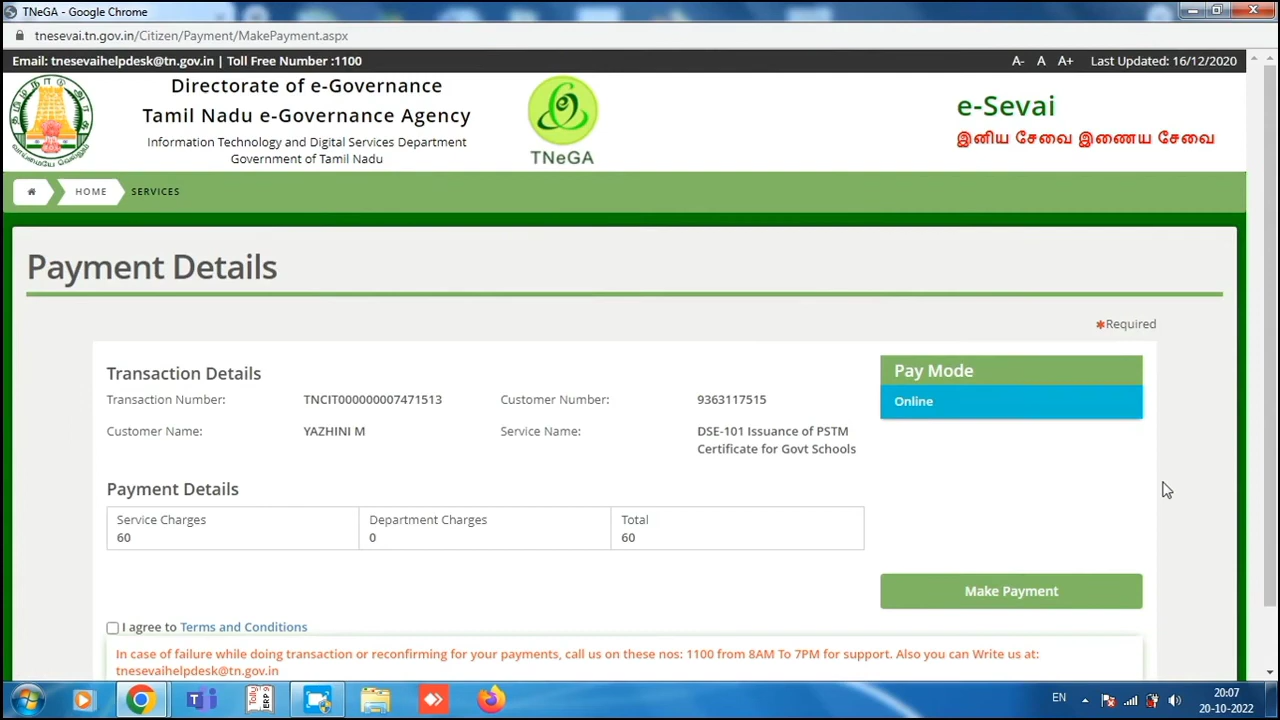 TNeGA - Google Chrome
tnesevai.tn.gov.in/Citizen/Payment/MakePayment.aspx
Email: tnesevaihelpdesk@tn.gov.in | Toll Free Number :1100
A- A A+ Last Updated: 16/12/2020
Directorate of e-Governance
Tamil Nadu e-Governance Agency
Information Technology and Digital Services Department
Government of Tamil Nadu
TNeGA
e-Sevai
இனிய சேவை இணைய சேவை
HOME SERVICES
Payment Details
*Required
Transaction Details
Transaction Number: TNCIT000000007471513 Customer Number: 9363117515
Customer Name: YAZHINI M Service Name: DSE-101 Issuance of PSTM
Certificate for Govt Schools
Pay Mode
Online
Payment Details
Service Charges Department Charges Total
60 0 60
Make Payment
I agree to Terms and Conditions
In case of failure while doing transaction or reconfirming for your payments, call us on these nos: 1100 from 8AM To 7PM for support. Also you can Write us at:
tnesevaihelpdesk@tn.gov.in
EN
20:07
20-10-2022